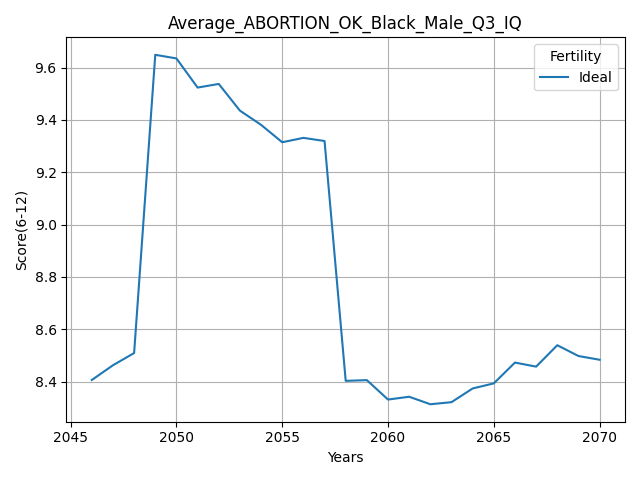 Average_ABORTION_OK_Black_Male_Q3_IQ
Fertility
Ideal
Score(6-12)
9.6
9.4
9.2
9.0
8.8
8.6
8.4
2045 2050 2055 2060 2065 2070
Years